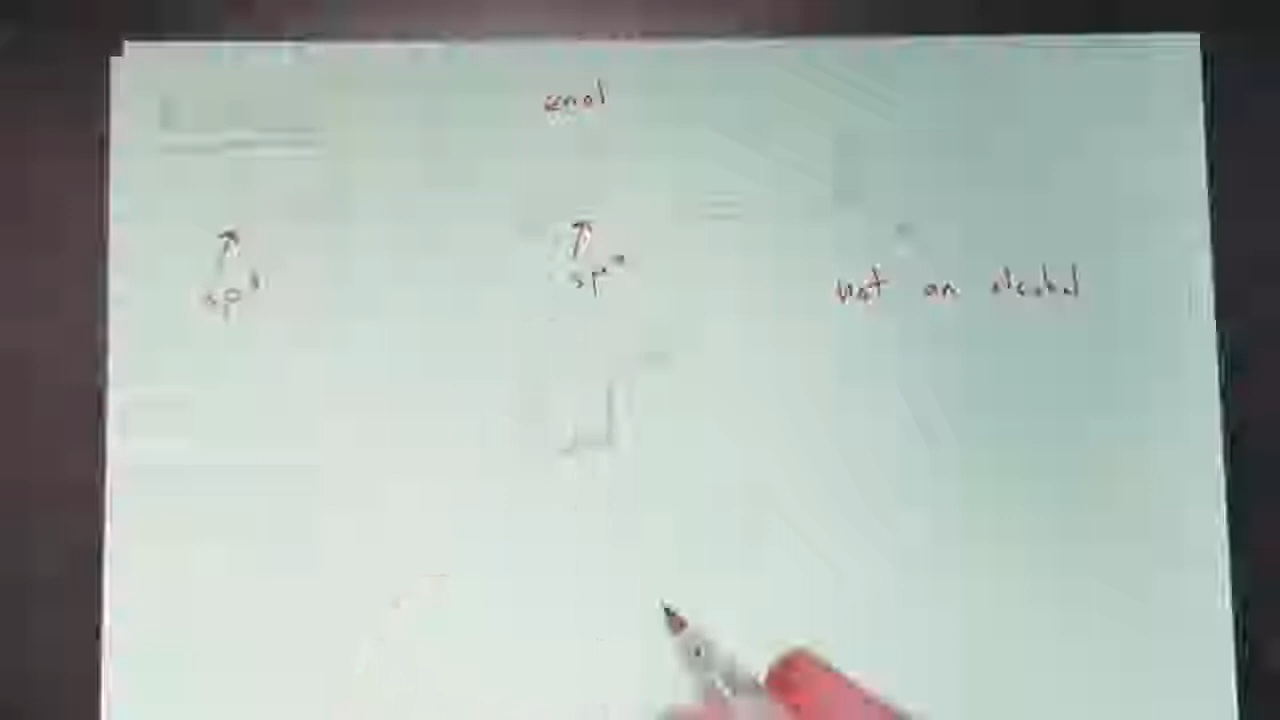 enol
sp³
sp²
not an alcohol